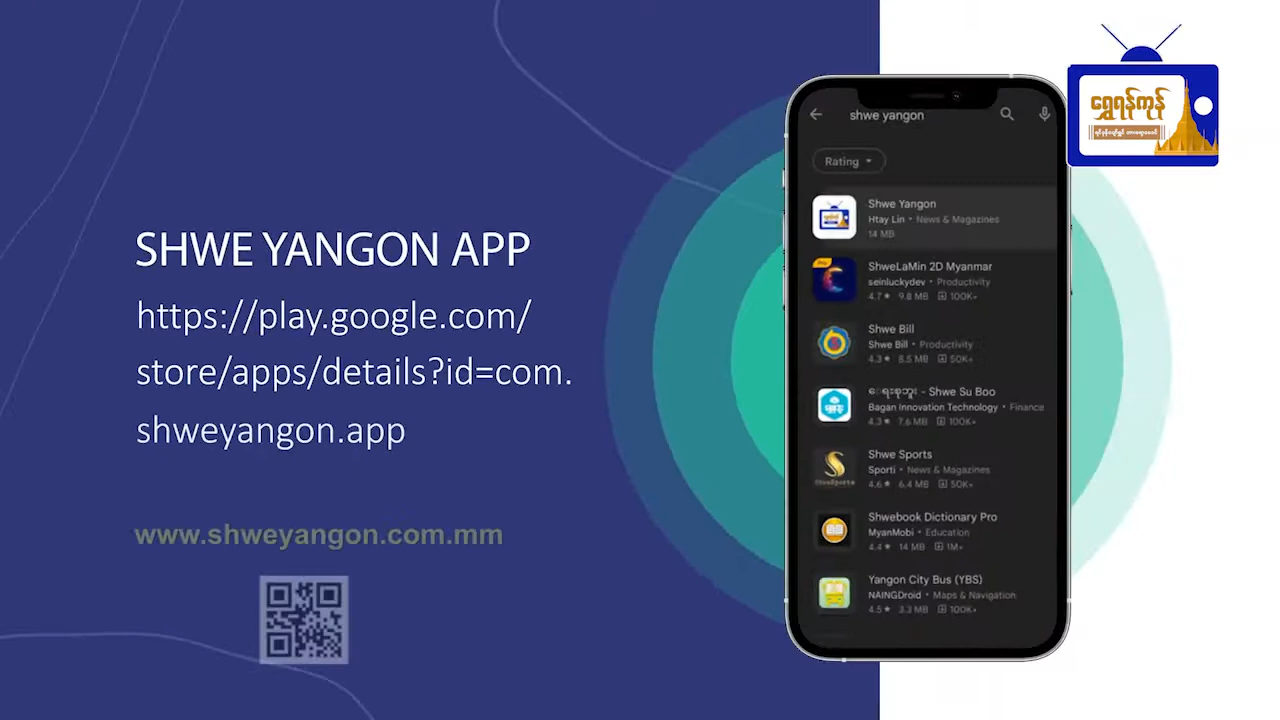 SHWE YANGON APP
https://play.google.com/
store/apps/details?id=com.
shweyangon.app
www.shweyangon.com.mm
ရွှေရန်ကုန်
shwe yangon
Rating
Shwe Yangon
Htay Lin • News & Magazines
14 MB
ShweLaMin 2D Myanmar
seinluckydev • Productivity
4.7 ★ 9.8 MB 100K+
Shwe Bill
Shwe Bill • Productivity
4.3 ★ 8.5 MB 50K+
ေရႊစုဘူး - Shwe Su Boo
Bagan Innovation Technology • Finance
4.3 ★ 7.6 MB 100K+
Shwe Sports
Sporti • News & Magazines
4.6 ★ 6.4 MB 50K+
Shwebook Dictionary Pro
MyanMobi • Education
4.4 ★ 14 MB 1M+
Yangon City Bus (YBS)
NAINGDroid • Maps & Navigation
4.5 ★ 3.3 MB 100K+